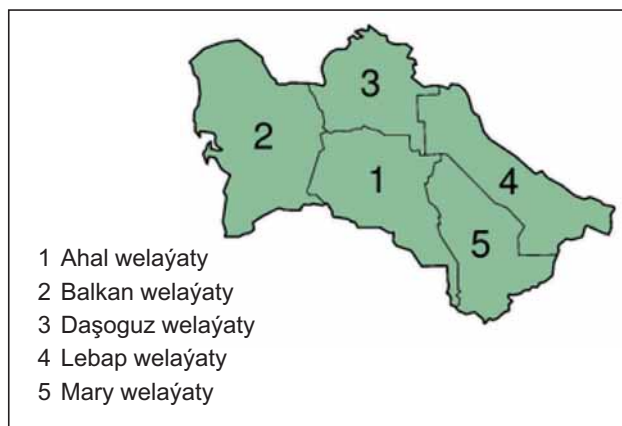 3
2
1
4
5
1 Ahal welaýaty
2 Balkan welaýaty
3 Daşoguz welaýaty
4 Lebap welaýaty
5 Mary welaýaty